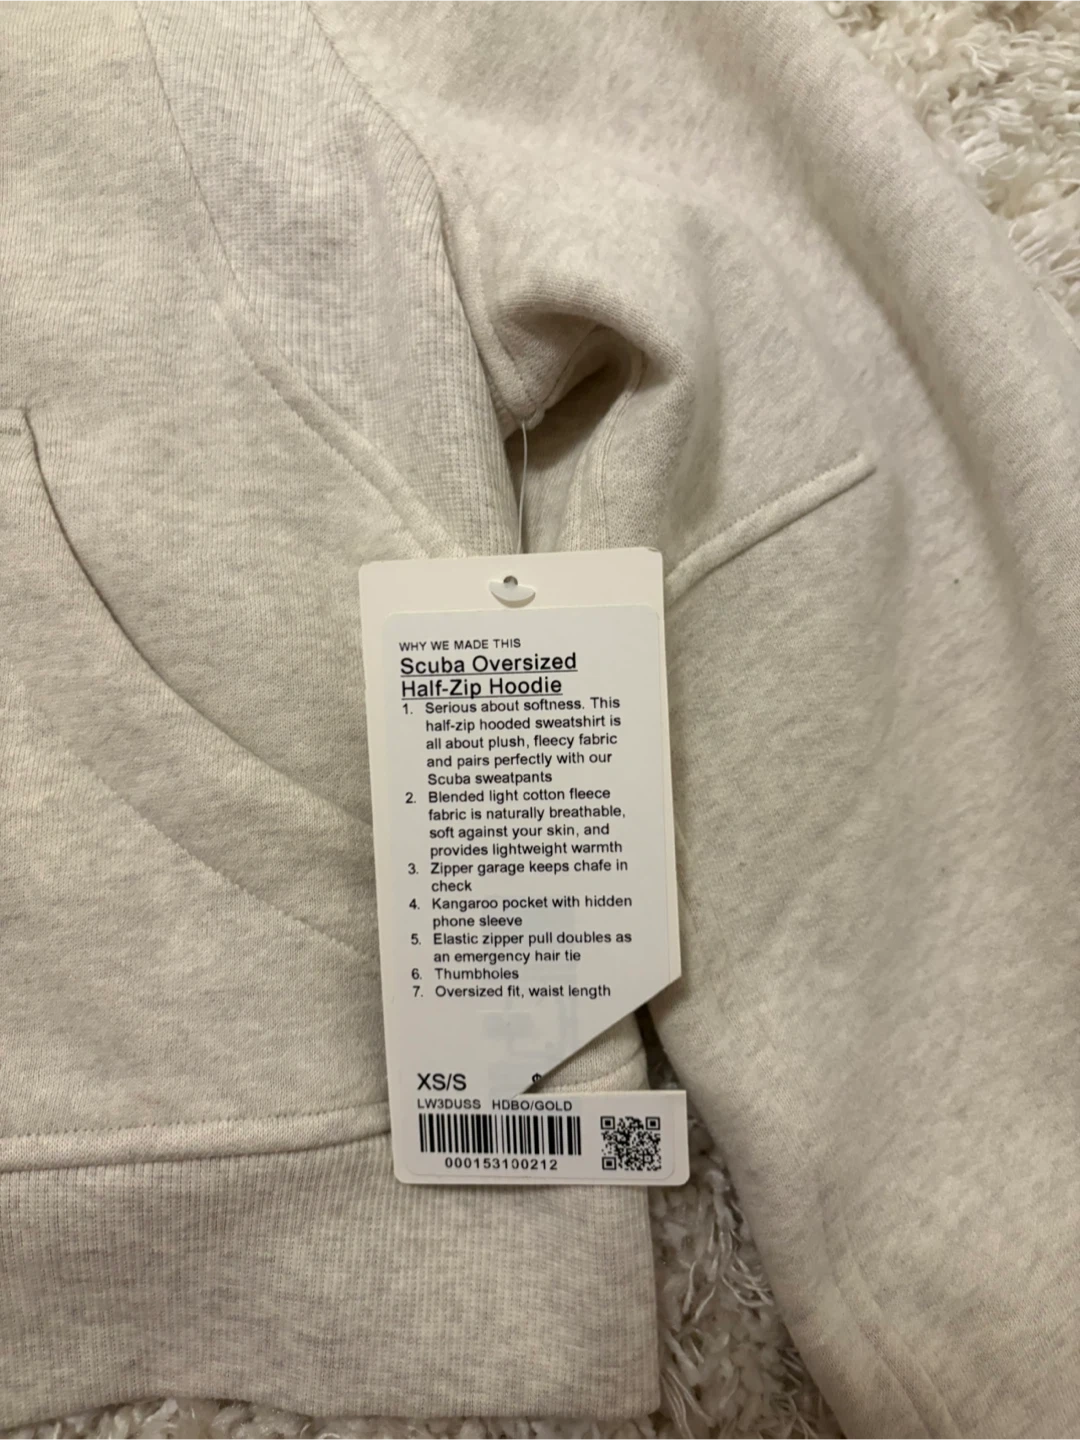 WHY WE MADE THIS
Scuba Oversized
Half-Zip Hoodie
1. Serious about softness. This
half-zip hooded sweatshirt is
all about plush, fleecy fabric
and pairs perfectly with our
Scuba sweatpants
2. Blended light cotton fleece
fabric is naturally breathable,
soft against your skin, and
provides lightweight warmth
3. Zipper garage keeps chafe in
check
4. Kangaroo pocket with hidden
phone sleeve
5. Elastic zipper pull doubles as
an emergency hair tie
6. Thumbholes
7. Oversized fit, waist length
XS/S $
LW3DUSS HDBO/GOLD
000153100212